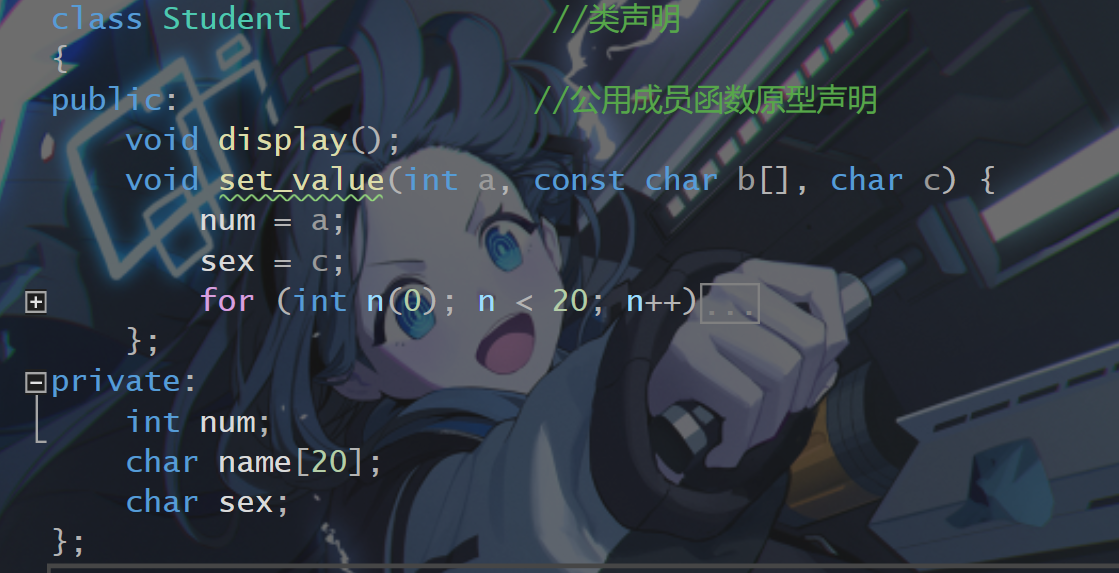 class Student //类声明
{
public: //公用成员函数原型声明
void display();
void set_value(int a, const char b[], char c) {
num = a;
sex = c;
for (int n(0); n < 20; n++)...
};
private:
int num;
char name[20];
char sex;
};